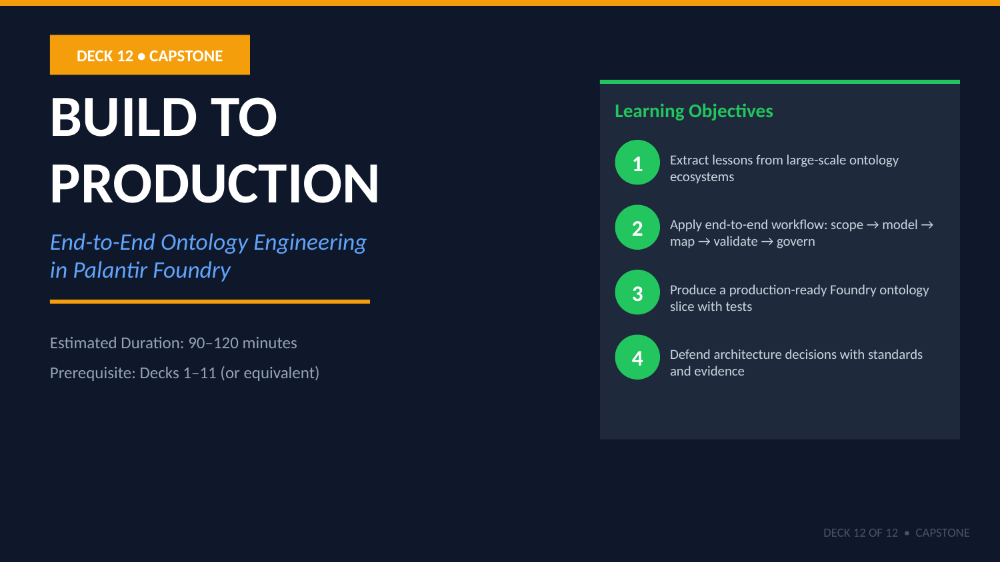 DECK 12 • CAPSTONE
BUILD TO
PRODUCTION
End-to-End Ontology Engineering
in Palantir Foundry
Estimated Duration: 90–120 minutes
Prerequisite: Decks 1–11 (or equivalent)
Learning Objectives
1
Extract lessons from large-scale ontology
ecosystems
2
Apply end-to-end workflow: scope → model →
map → validate → govern
3
Produce a production-ready Foundry ontology
slice with tests
4
Defend architecture decisions with standards
and evidence
DECK 12 OF 12 • CAPSTONE